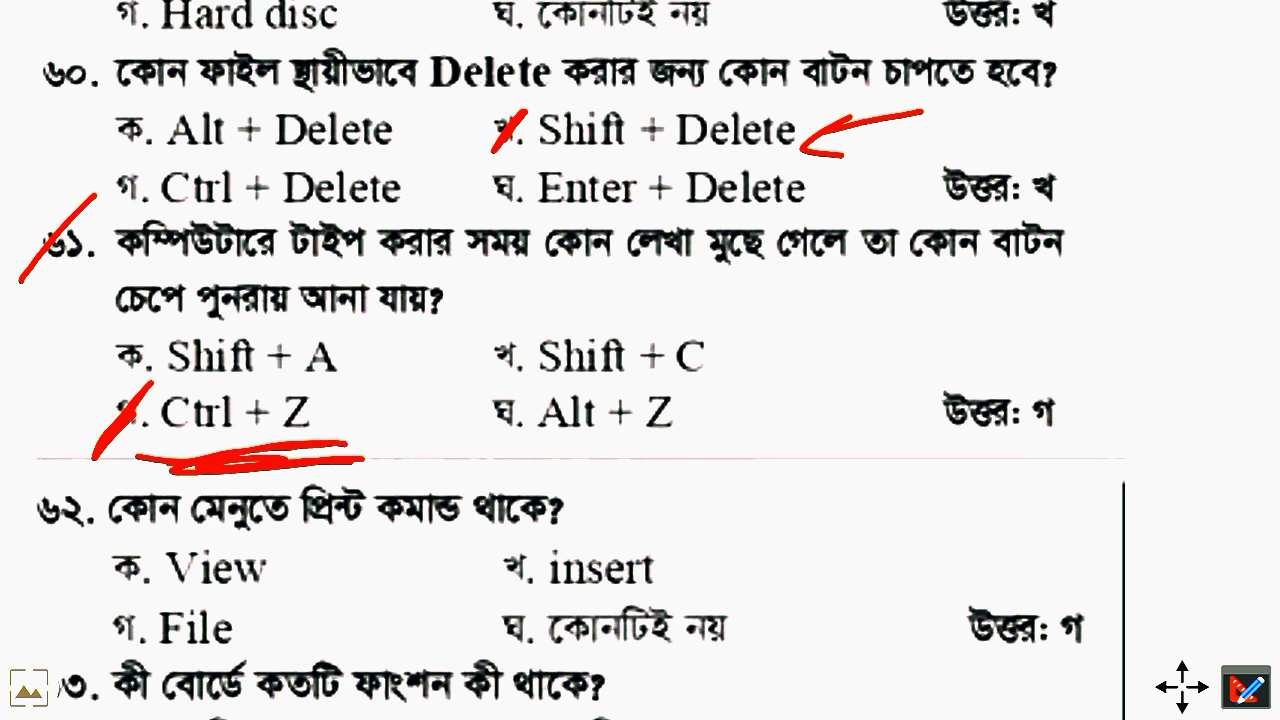 গ. Hard disc ঘ. কোনটিই নয় উত্তর: খ
৬০. কোন ফাইল স্থায়ীভাবে Delete করার জন্য কোন বাটন চাপতে হবে?
ক. Alt + Delete খ. Shift + Delete
গ. Ctrl + Delete ঘ. Enter + Delete উত্তর: খ
৬১. কম্পিউটারে টাইপ করার সময় কোন লেখা মুছে গেলে তা কোন বাটন
চেপে পুনরায় আনা যায়?
ক. Shift + A খ. Shift + C
গ. Ctrl + Z ঘ. Alt + Z উত্তর: গ
৬২. কোন মেনুতে প্রিন্ট কমান্ড থাকে?
ক. View খ. insert
গ. File ঘ. কোনটিই নয় উত্তর: গ
৩. কী বোর্ডে কতটি ফাংশন কী থাকে?